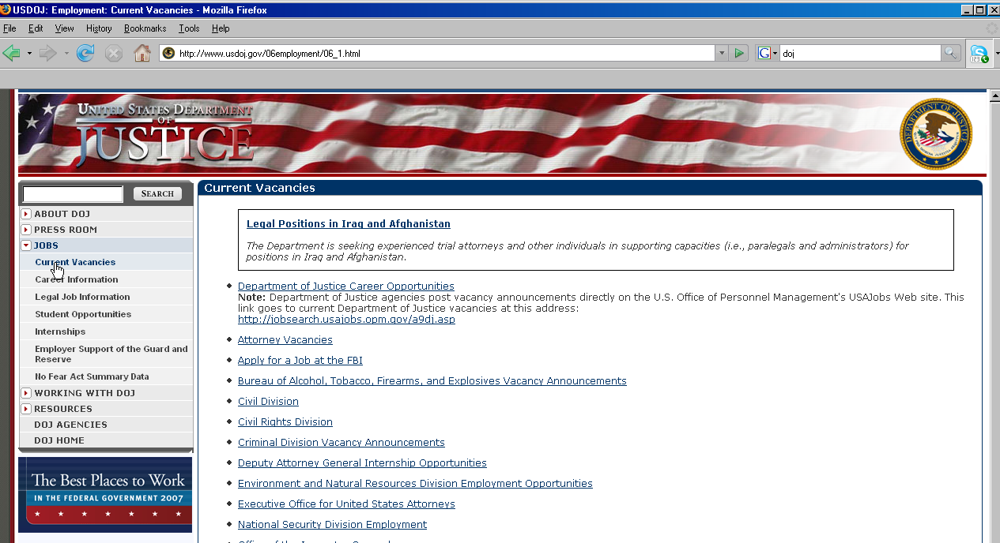 USDOJ: Employment: Current Vacancies - Mozilla Firefox
File Edit View History Bookmarks Tools Help
http://www.usdoj.gov/06employment/06_1.html
G
doj
123
UNITED STATES DEPARTMENT
OF
JUSTICE
DEPARTMENT OF JUSTICE
SEARCH
ABOUT DOJ
PRESS ROOM
JOBS
Current Vacancies
Career Information
Legal Job Information
Student Opportunities
Internships
Employer Support of the Guard and
Reserve
No Fear Act Summary Data
WORKING WITH DOJ
RESOURCES
DOJ AGENCIES
DOJ HOME
The Best Places to Work
IN THE FEDERAL GOVERNMENT 2007
Current Vacancies
Legal Positions in Iraq and Afghanistan
The Department is seeking experienced trial attorneys and other individuals in supporting capacities (i.e., paralegals and administrators) for
positions in Iraq and Afghanistan.
Department of Justice Career Opportunities
Note: Department of Justice agencies post vacancy announcements directly on the U.S. Office of Personnel Management's USAJobs Web site. This
link goes to current Department of Justice vacancies at this address:
http://jobsearch.usajobs.opm.gov/a9dj.asp
Attorney Vacancies
Apply for a Job at the FBI
Bureau of Alcohol, Tobacco, Firearms, and Explosives Vacancy Announcements
Civil Division
Civil Rights Division
Criminal Division Vacancy Announcements
Deputy Attorney General Internship Opportunities
Environment and Natural Resources Division Employment Opportunities
Executive Office for United States Attorneys
National Security Division Employment